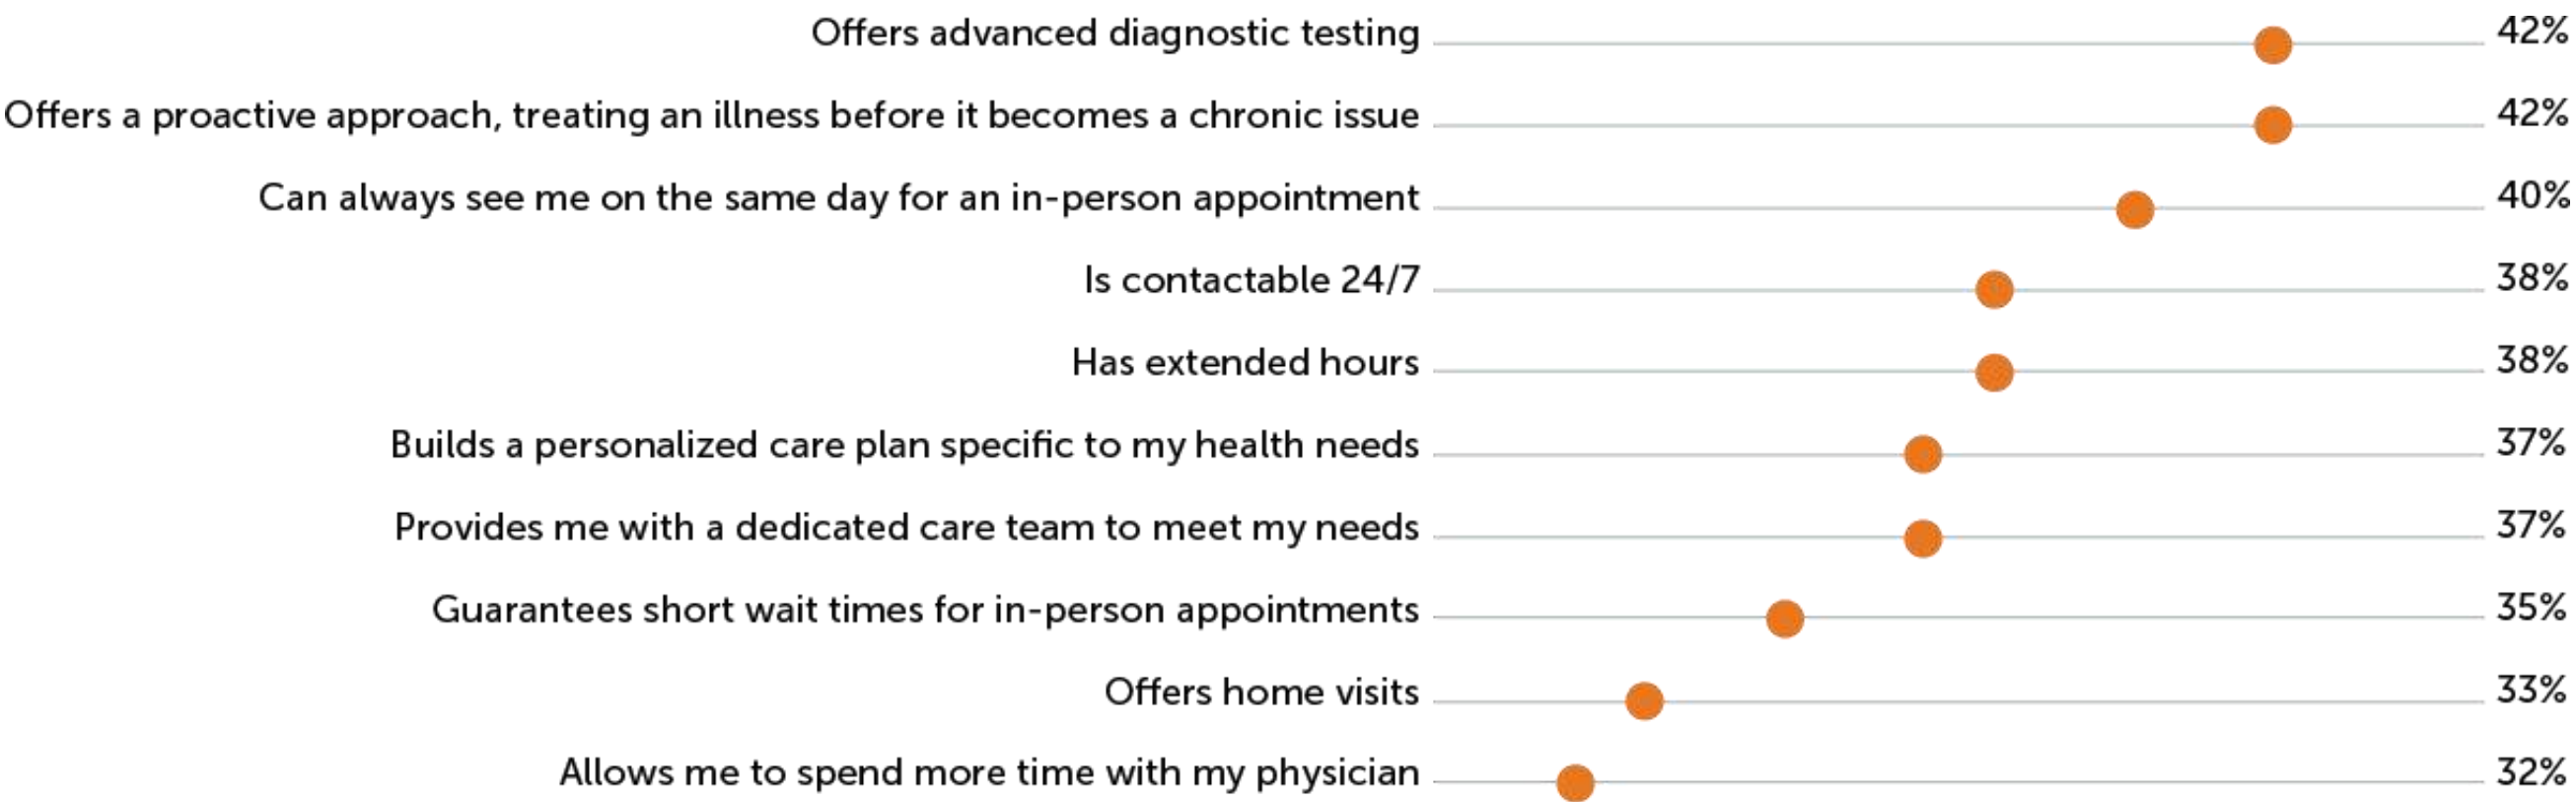 Offers advanced diagnostic testing 42%
Offers a proactive approach, treating an illness before it becomes a chronic issue 42%
Can always see me on the same day for an in-person appointment 40%
Is contactable 24/7 38%
Has extended hours 38%
Builds a personalized care plan specific to my health needs 37%
Provides me with a dedicated care team to meet my needs 37%
Guarantees short wait times for in-person appointments 35%
Offers home visits 33%
Allows me to spend more time with my physician 32%